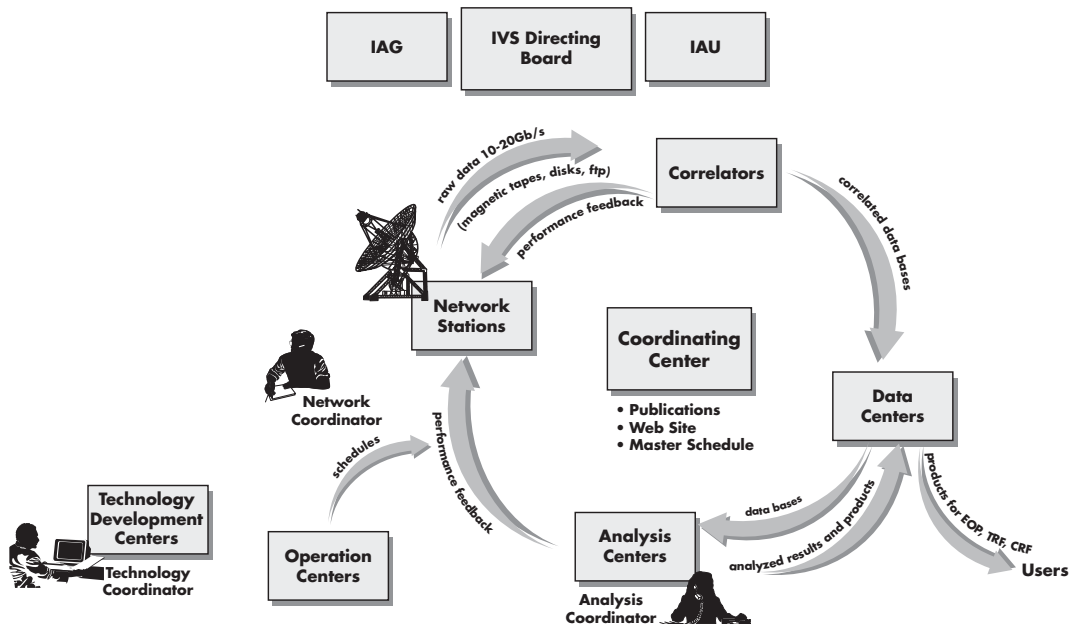 IAG
IVS Directing
Board
IAU
raw data 10-20Gb/s
(magnetic tapes, disks, ftp)
performance feedback
Correlators
correlated data bases
Network
Stations
Coordinating
Center
• Publications
• Web Site
• Master Schedule
Network
Coordinator
Data
Centers
schedules
performance feedback
data bases
analyzed results and products
products for EOP, TRF, CRF
Users
Technology
Development
Centers
Technology
Coordinator
Operation
Centers
Analysis
Centers
Analysis
Coordinator